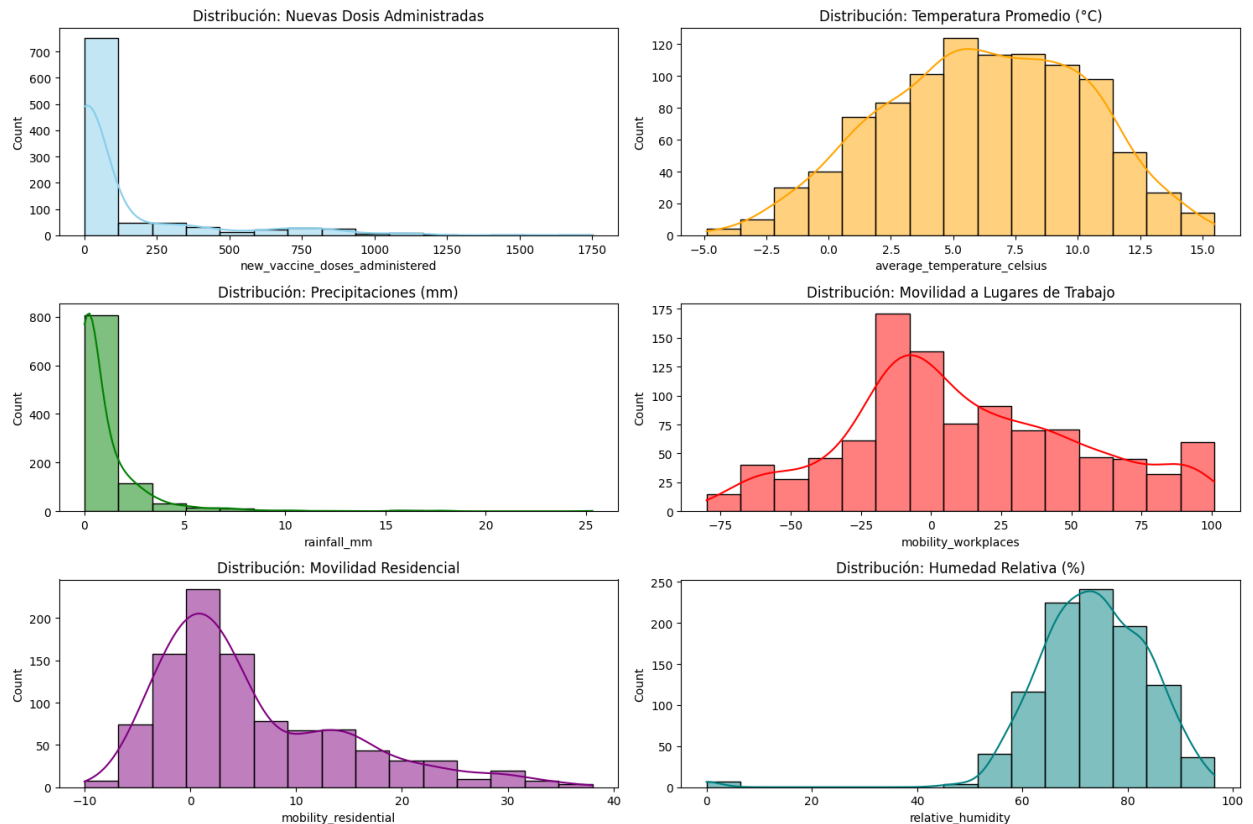 Distribución: Nuevas Dosis Administradas
Count
700
600
500
400
300
200
100
0
0 250 500 750 1000 1250 1500 1750
new_vaccine_doses_administered
Distribución: Temperatura Promedio (°C)
Count
120
100
80
60
40
20
0
−5.0 −2.5 0.0 2.5 5.0 7.5 10.0 12.5 15.0
average_temperature_celsius
Distribución: Precipitaciones (mm)
Count
800
600
400
200
0
0 5 10 15 20 25
rainfall_mm
Distribución: Movilidad a Lugares de Trabajo
Count
175
150
125
100
75
50
25
0
−75 −50 −25 0 25 50 75 100
mobility_workplaces
Distribución: Movilidad Residencial
Count
200
150
100
50
0
−10 0 10 20 30 40
mobility_residential
Distribución: Humedad Relativa (%)
Count
250
200
150
100
50
0
0 20 40 60 80 100
relative_humidity